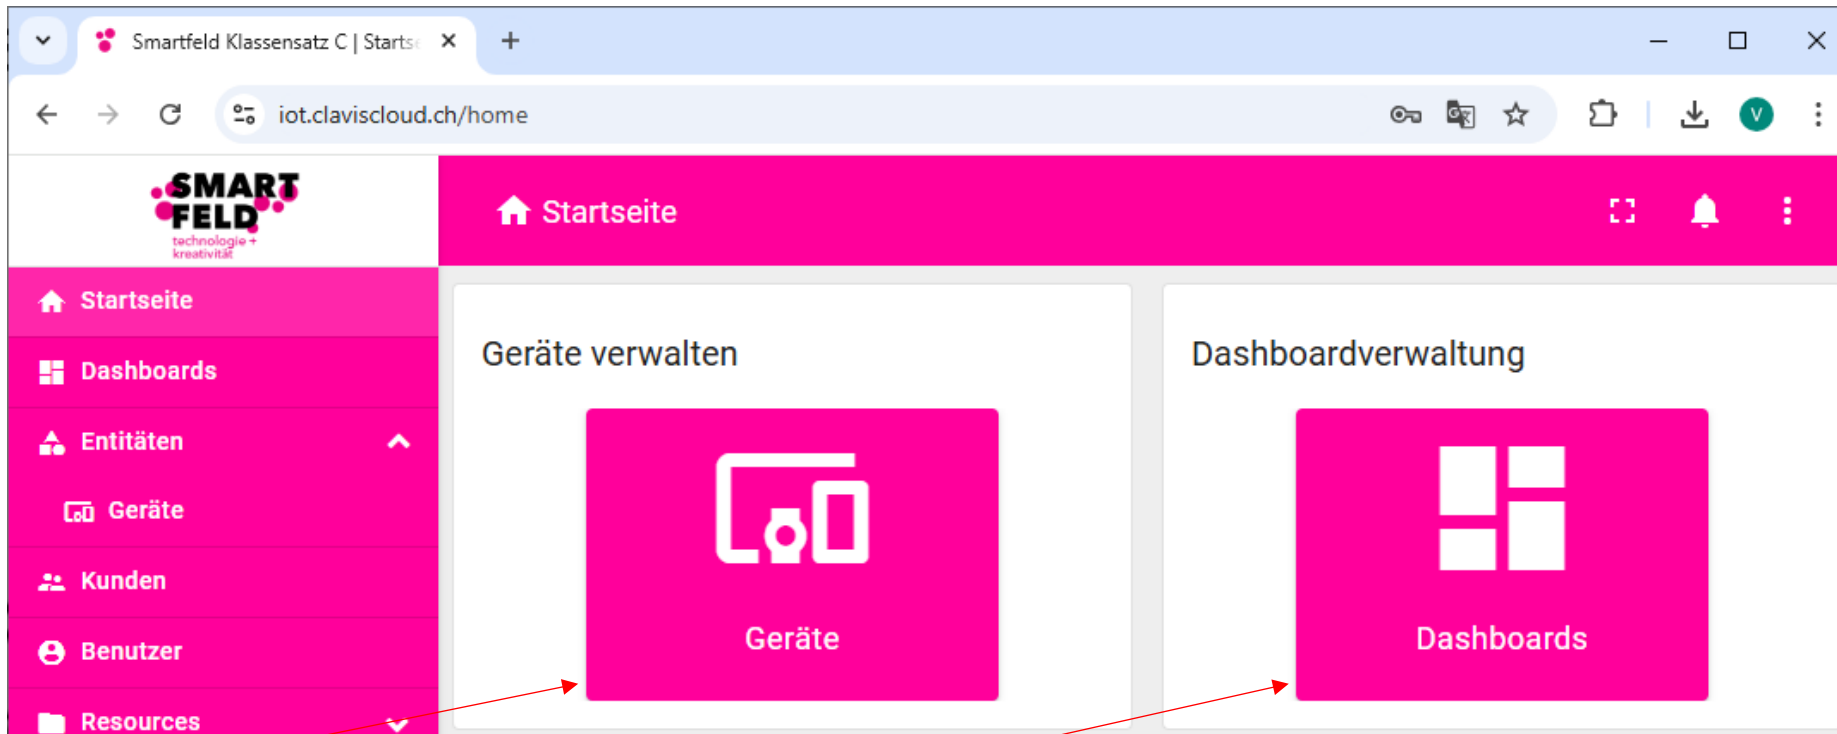 Smartfeld Klassensatz C | Starts
iot.claviscloud.ch/home
V
SMART
FELD
technologie +
kreativität
Startseite
Startseite
Dashboards
Entitäten
Geräte
Kunden
Benutzer
Resources
Geräte verwalten
Geräte
Dashboardverwaltung
Dashboards